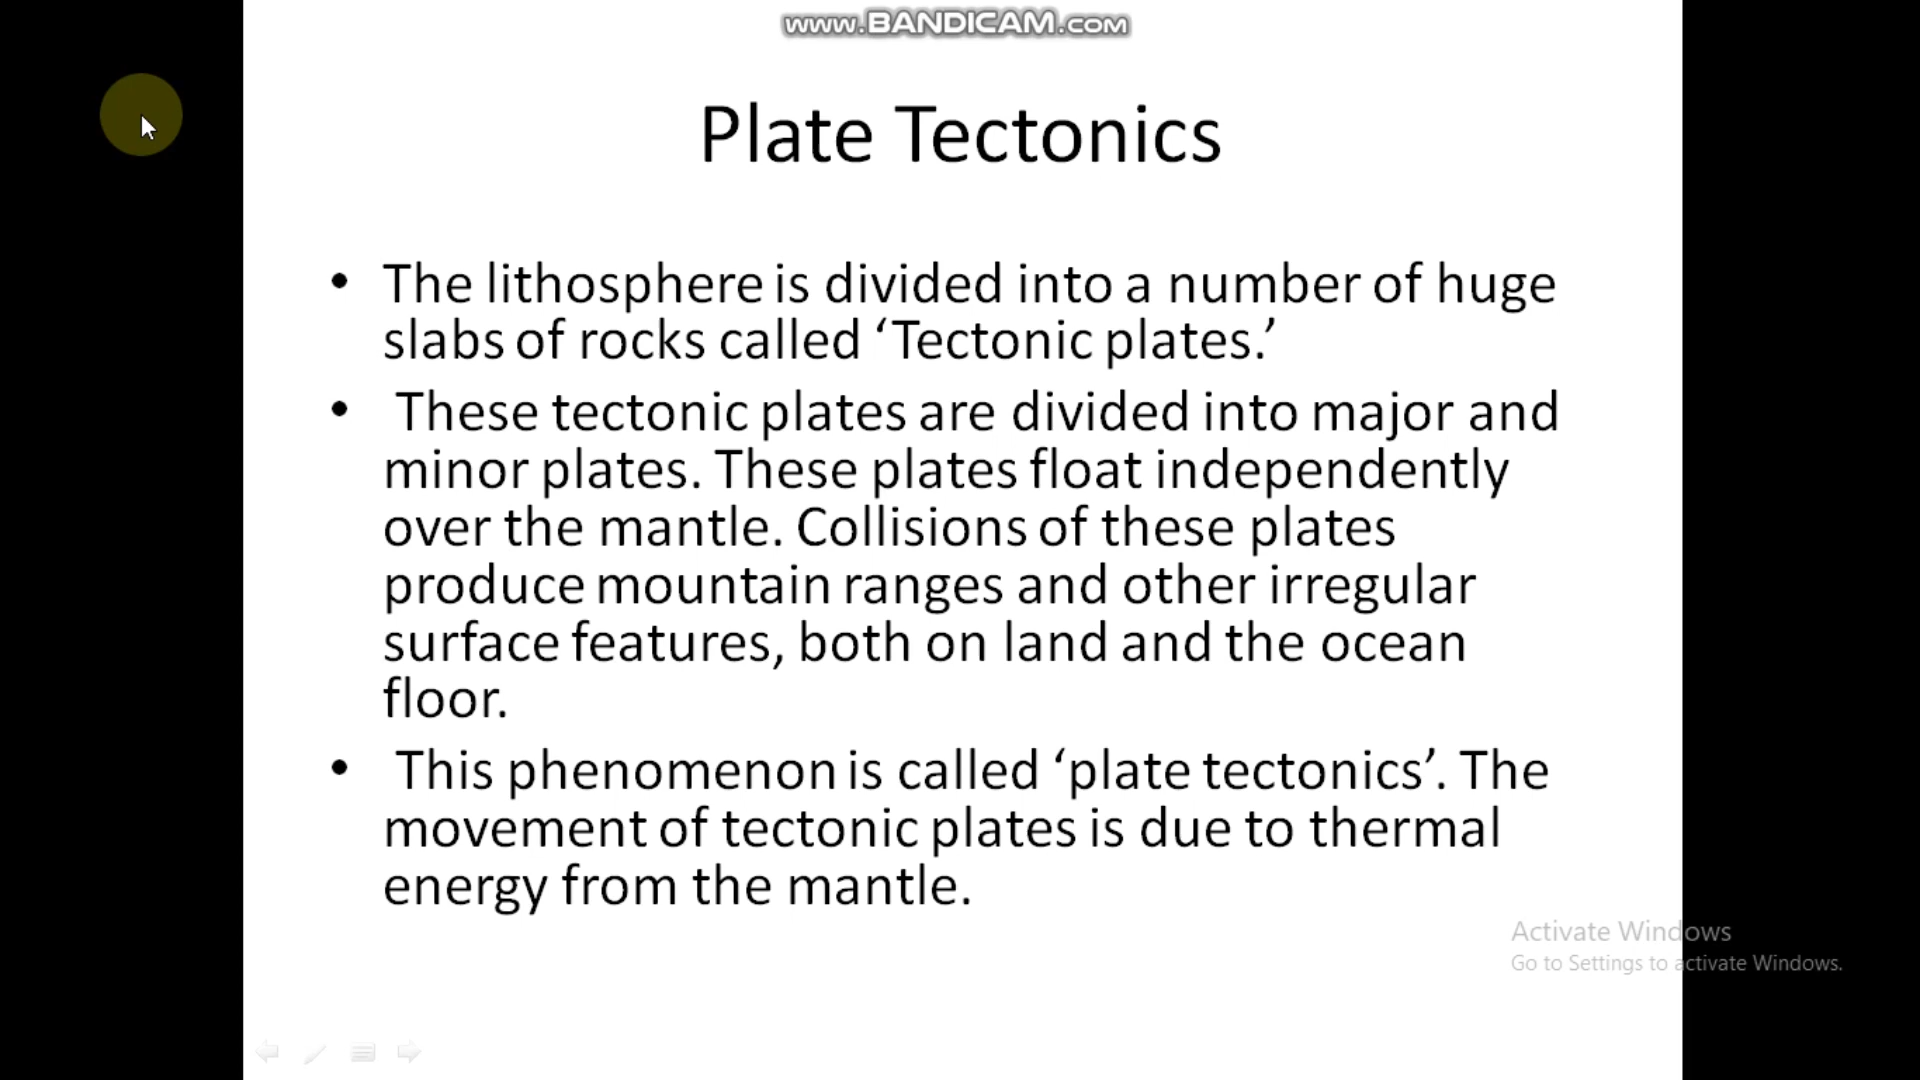 www.BANDICAM.com
Plate Tectonics
• The lithosphere is divided into a number of huge
slabs of rocks called ‘Tectonic plates.’
• These tectonic plates are divided into major and
minor plates. These plates float independently
over the mantle. Collisions of these plates
produce mountain ranges and other irregular
surface features, both on land and the ocean
floor.
• This phenomenon is called ‘plate tectonics’. The
movement of tectonic plates is due to thermal
energy from the mantle.
Activate Windows
Go to Settings to activate Windows.